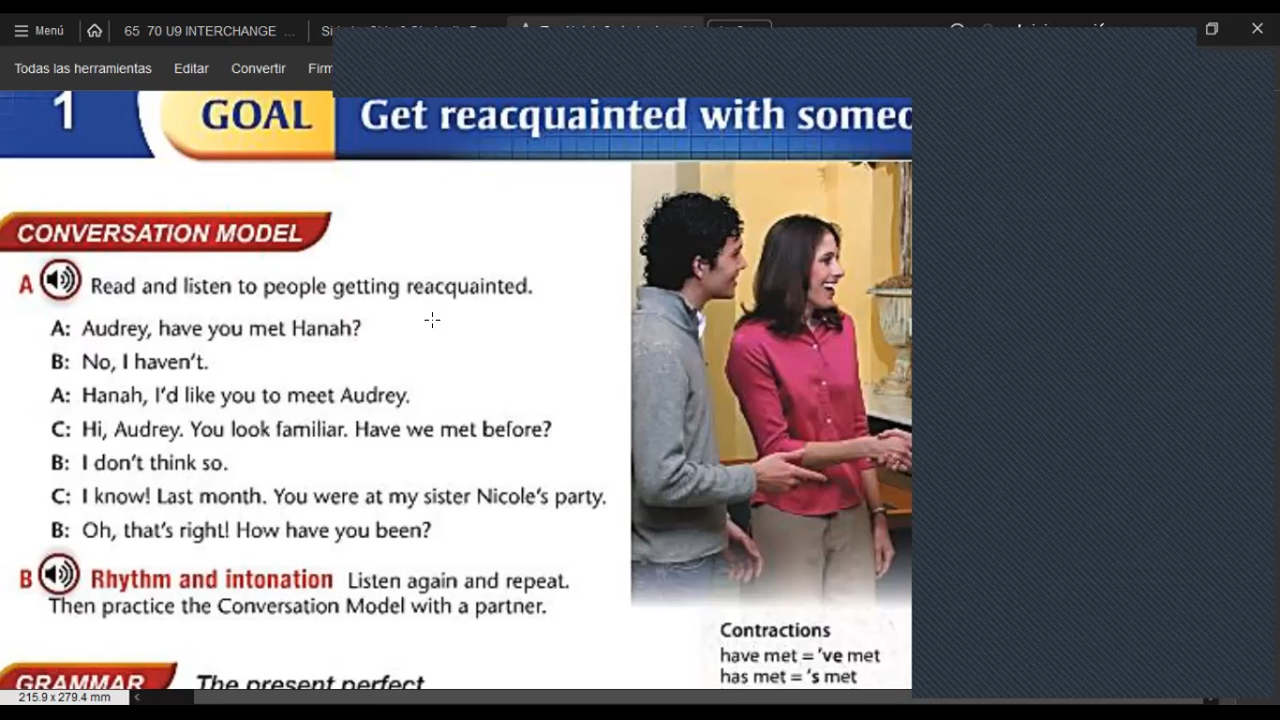 Menú
65 70 U9 INTERCHANGE ...
Todas las herramientas
Editar
Convertir
1
GOAL
Get reacquainted with
CONVERSATION MODEL
A Read and listen to people getting reacquainted.
A: Audrey, have you met Hanah?
B: No, I haven't.
A: Hanah, I'd like you to meet Audrey.
C: Hi, Audrey. You look familiar. Have we met before?
B: I don't think so.
C: I know! Last month. You were at my sister Nicole's party.
B: Oh, that's right! How have you been?
B Rhythm and intonation Listen again and repeat.
Then practice the Conversation Model with a partner.
Contractions
have met = 've met
has met = 's met
GRAMMAR The present perfect
215.9 x 279.4 mm